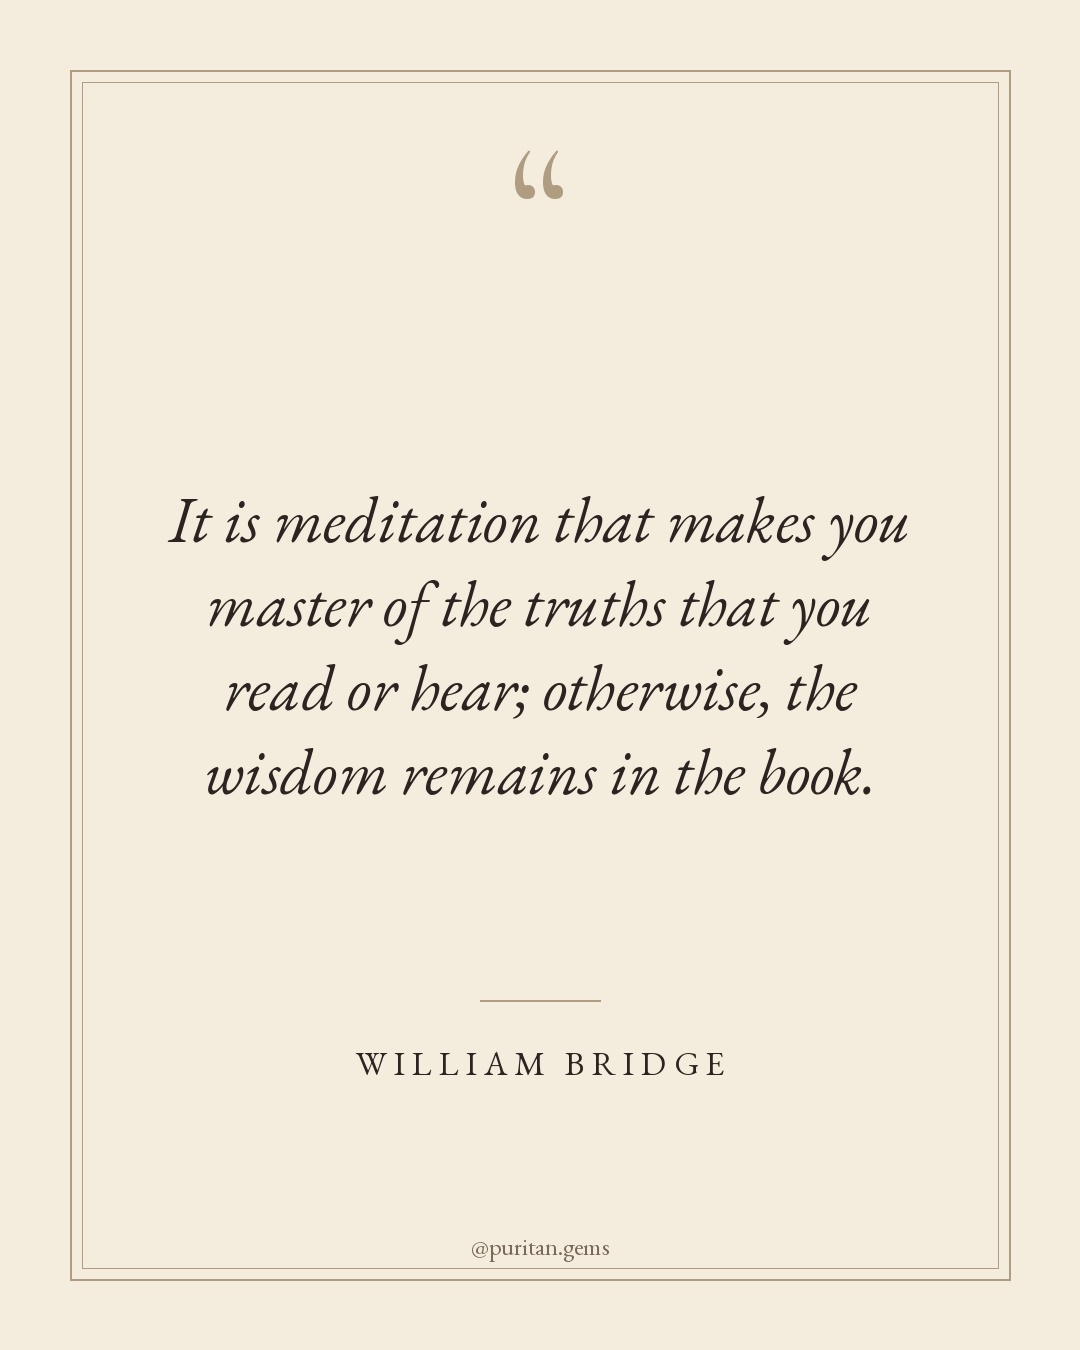 “
It is meditation that makes you
master of the truths that you
read or hear; otherwise, the
wisdom remains in the book.
WILLIAM BRIDGE
@puritan.gems